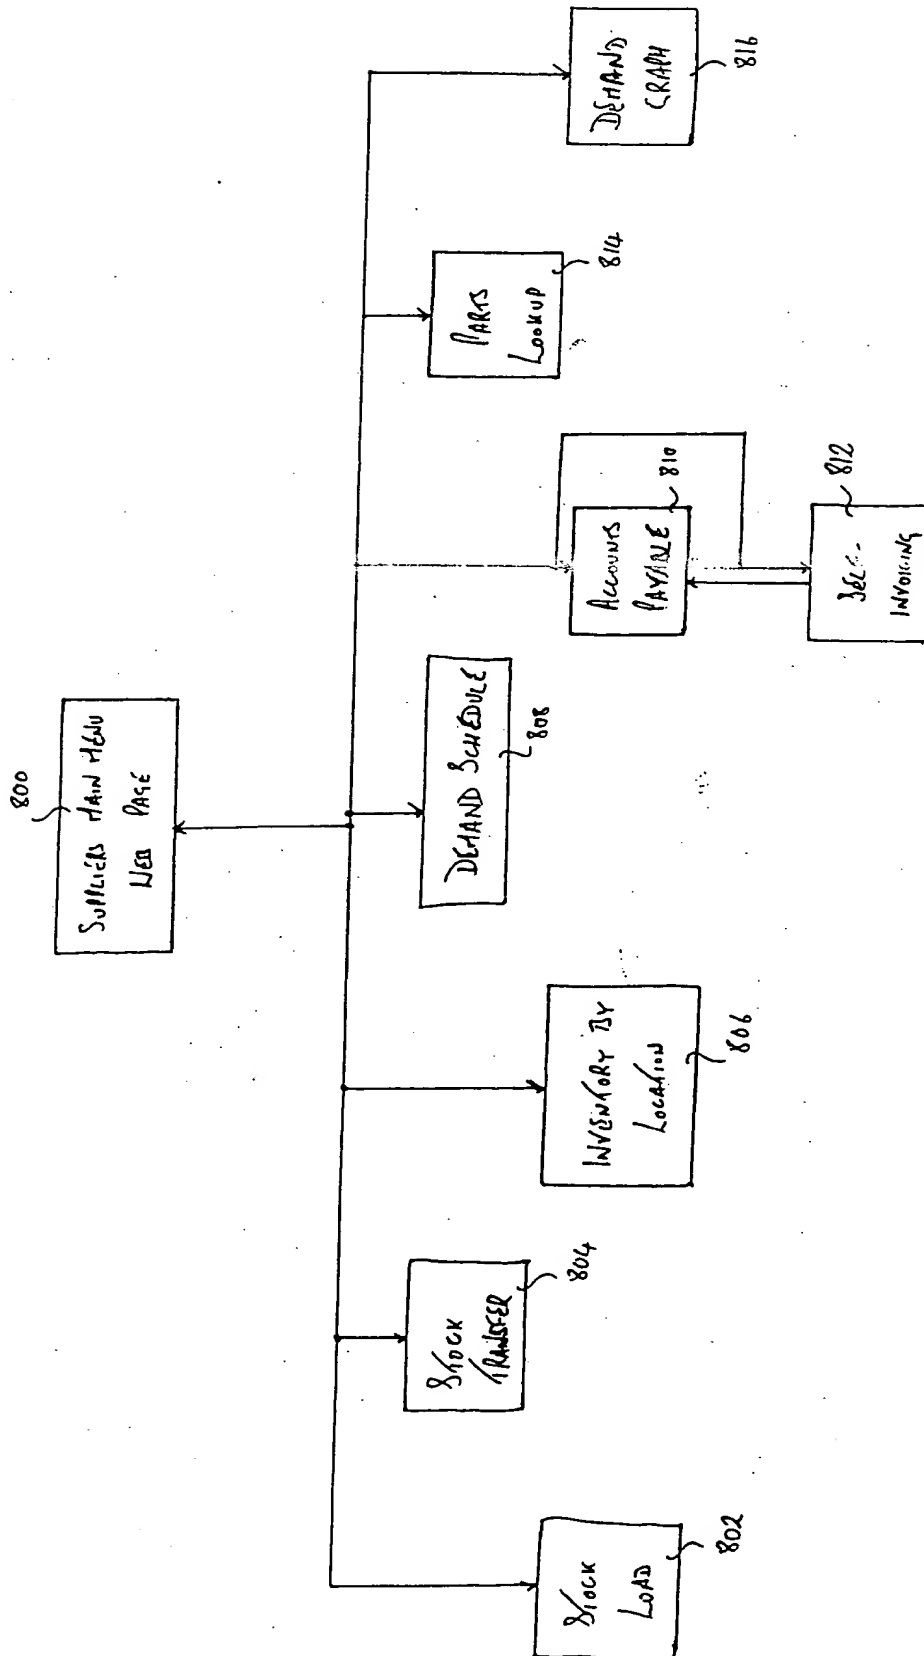 800
SUPPLIERS MAIN MENU
WEB PAGE
STOCK
LOAD
802
STOCK
TRANSFER
804
INVENTORY BY
LOCATION
806
DEMAND SCHEDULE
808
ACCOUNTS
PAYABLE
810
SELF-
INVOICING
812
PARTS
LOOKUP
814
DEMAND
GRAPH
816